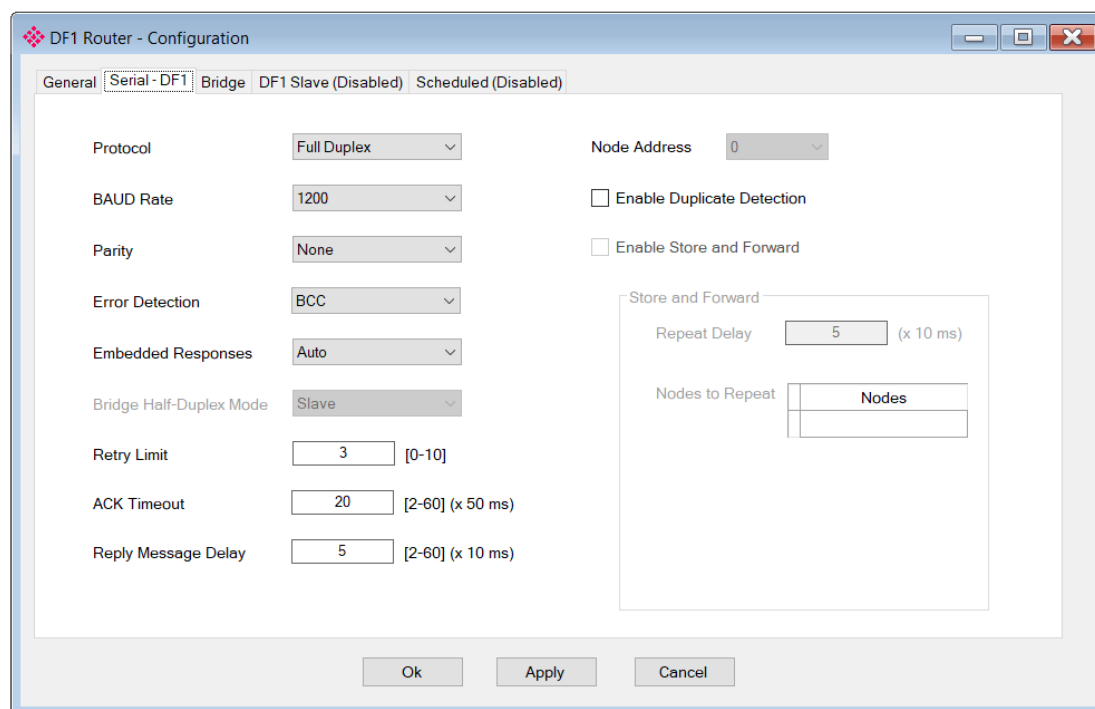 DF1 Router - Configuration
General Serial - DF1 Bridge DF1 Slave (Disabled) Scheduled (Disabled)
Protocol Full Duplex
BAUD Rate 1200
Parity None
Error Detection BCC
Embedded Responses Auto
Bridge Half-Duplex Mode Slave
Retry Limit 3 [0-10]
ACK Timeout 20 [2-60] (x 50 ms)
Reply Message Delay 5 [2-60] (x 10 ms)
Node Address 0
Enable Duplicate Detection
Enable Store and Forward
Store and Forward
Repeat Delay 5 (x 10 ms)
Nodes to Repeat Nodes
Ok Apply Cancel